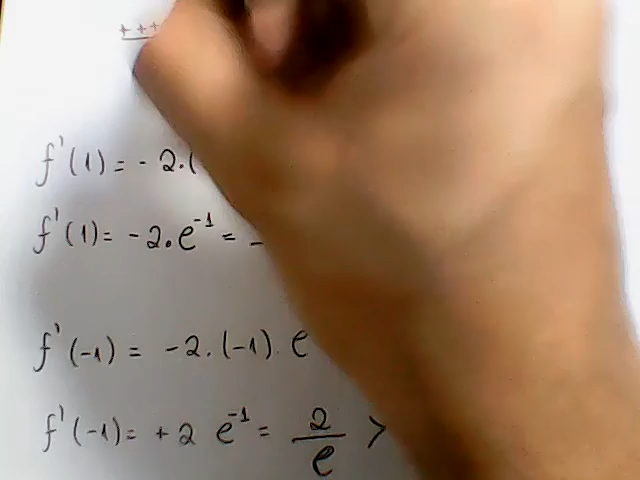 +++
f'(1) = - 2.(
f'(1) = -2.e⁻¹ = -
f'(-1) = -2.(-1). e
f'(-1) = +2 e⁻¹ = 2/e >